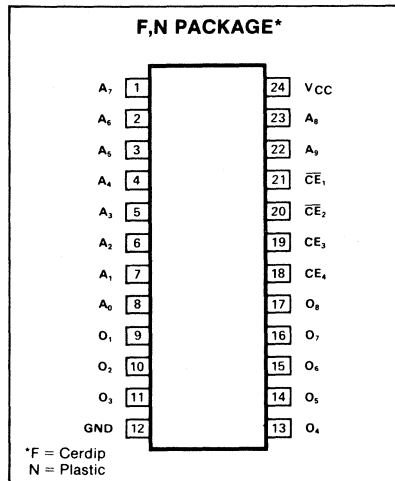 F,N PACKAGE*
A₇ 1 24 VCC
A₆ 2 23 A₈
A₅ 3 22 A₉
A₄ 4 21 C̅E̅₁
A₃ 5 20 C̅E̅₂
A₂ 6 19 CE₃
A₁ 7 18 CE₄
A₀ 8 17 O₈
O₁ 9 16 O₇
O₂ 10 15 O₆
O₃ 11 14 O₅
GND 12 13 O₄
*F = Cerdip
N = Plastic